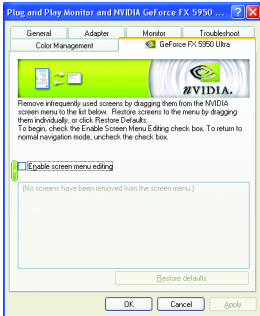 Plug and Play Monitor and NVIDIA GeForce FX 5950 ...
General Adapter Monitor Troubleshoot
Color Management GeForce FX 5950 Ultra
NVIDIA.
Remove infrequently used screens by dragging them from the NVIDIA
screen menu to the list below. Restore screens to the menu by dragging
them individually, or click Restore Defaults.
To begin, check the Enable Screen Menu Editing check box. To return to
normal navigation mode, uncheck the check box.
Enable screen menu editing
(No screens have been removed from the screen menu.)
Restore defaults
OK Cancel Apply